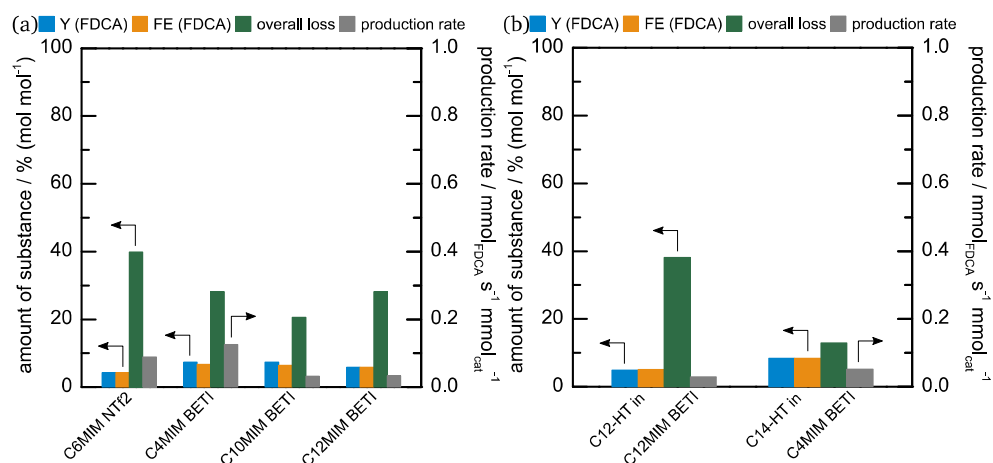 (a) Y (FDCA) FE (FDCA) overall loss production rate
amount of substance / % (mol mol⁻¹)
100
80
60
40
20
0
1.0
0.8
0.6
0.4
0.2
0.0
production rate / mmol_FDCA s⁻¹ mmol_cat⁻¹
C6MIM NTf2
C4MIM BETI
C10MIM BETI
C12MIM BETI
(b) Y (FDCA) FE (FDCA) overall loss production rate
amount of substance / % (mol mol⁻¹)
100
80
60
40
20
0
1.0
0.8
0.6
0.4
0.2
0.0
production rate / mmol_FDCA s⁻¹ mmol_cat⁻¹
C12-HT in
C12MIM BETI
C14-HT in
C4MIM BETI